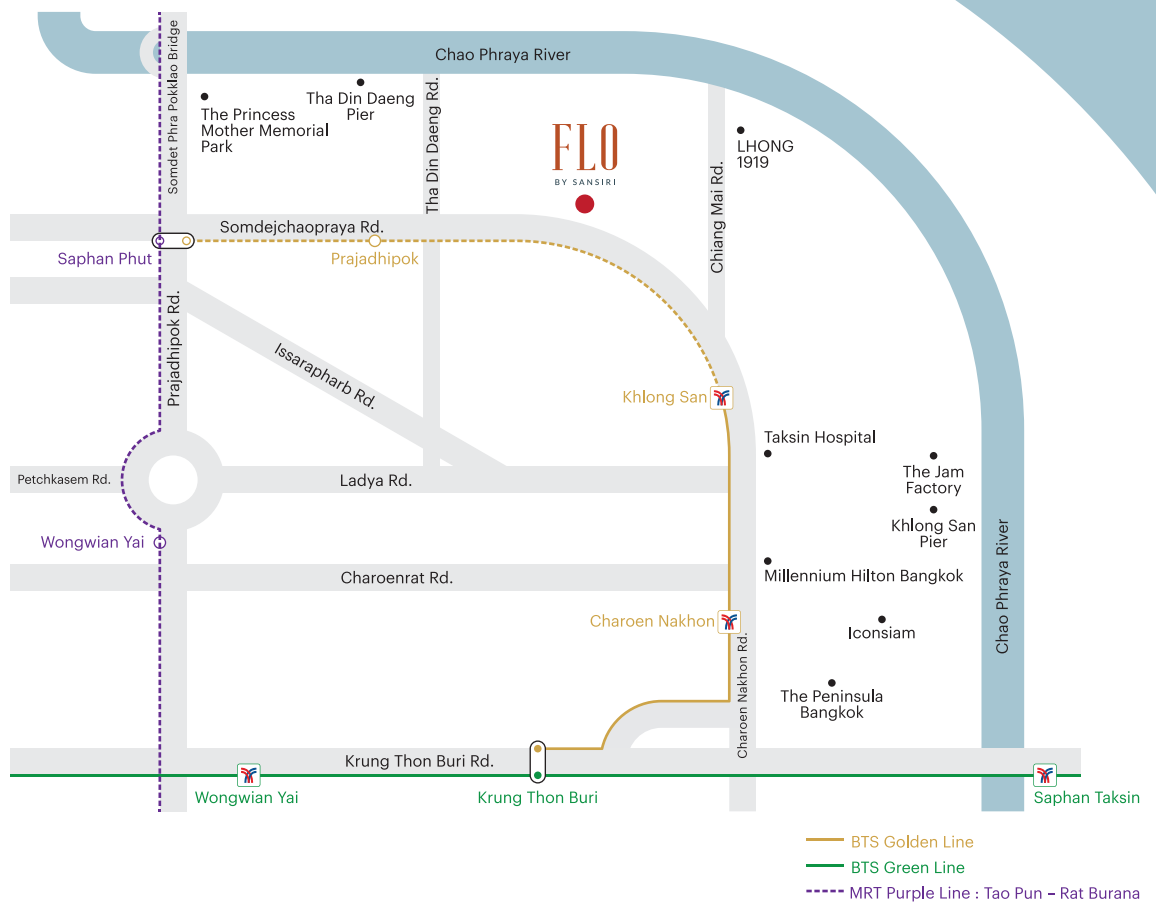 Chao Phraya River
Somdet Phra Pokklao Bridge
The Princess
Mother Memorial
Park
Tha Din Daeng
Pier
Tha Din Daeng Rd.
FLO
BY SANSIRI
Chiang Mai Rd.
LHONG
1919
Somdejchaopraya Rd.
Saphan Phut
Prajadhipok
Prajadhipok Rd.
Issarapharb Rd.
Khlong San
Taksin Hospital
The Jam
Factory
Petchkasem Rd.
Ladya Rd.
Khlong San
Pier
Wongwian Yai
Charoenrat Rd.
Millennium Hilton Bangkok
Chao Phraya River
Charoen Nakhon
Iconsiam
Charoen Nakhon Rd.
The Peninsula
Bangkok
Krung Thon Buri Rd.
Wongwian Yai
Krung Thon Buri
Saphan Taksin
BTS Golden Line
BTS Green Line
MRT Purple Line : Tao Pun – Rat Burana